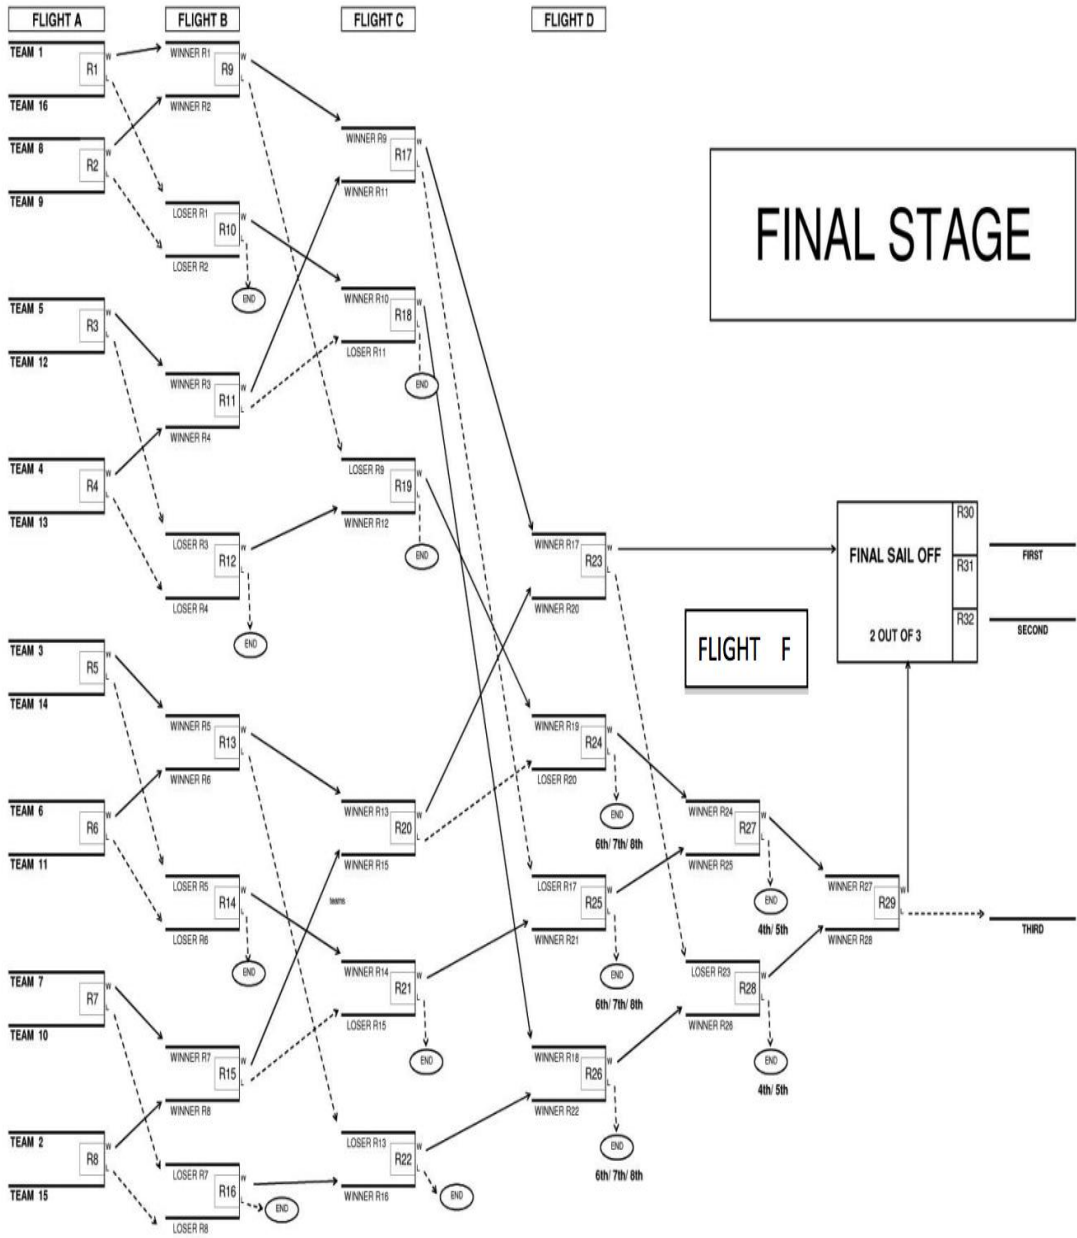 FLIGHT A
FLIGHT B
FLIGHT C
FLIGHT D
TEAM 1
R1
W
L
TEAM 16
TEAM 8
R2
W
L
TEAM 9
TEAM 5
R3
W
L
TEAM 12
TEAM 4
R4
W
L
TEAM 13
TEAM 3
R5
W
L
TEAM 14
TEAM 6
R6
W
L
TEAM 11
TEAM 7
R7
W
L
TEAM 10
TEAM 2
R8
W
L
TEAM 15
WINNER R1
R9
W
L
WINNER R2
LOSER R1
R10
W
L
LOSER R2
END
WINNER R3
R11
W
L
WINNER R4
LOSER R3
R12
W
L
LOSER R4
END
WINNER R5
R13
W
L
WINNER R6
LOSER R5
R14
W
L
LOSER R6
END
WINNER R7
R15
W
L
WINNER R8
LOSER R7
R16
W
L
LOSER R8
END
WINNER R9
R17
W
L
WINNER R11
WINNER R10
R18
W
L
LOSER R11
END
LOSER R9
R19
W
L
WINNER R12
END
WINNER R13
R20
W
L
WINNER R15
teams
WINNER R14
R21
W
L
LOSER R15
END
LOSER R13
R22
W
L
WINNER R16
END
WINNER R17
R23
W
L
WINNER R20
WINNER R19
R24
W
L
LOSER R20
END
6th/ 7th/ 8th
LOSER R17
R25
W
L
WINNER R21
END
6th/ 7th/ 8th
WINNER R18
R26
W
L
WINNER R22
END
6th/ 7th/ 8th
FINAL STAGE
FLIGHT F
WINNER R24
R27
W
L
WINNER R25
END
4th/ 5th
LOSER R23
R28
W
L
WINNER R26
END
4th/ 5th
WINNER R27
R29
W
L
WINNER R28
FINAL SAIL OFF
2 OUT OF 3
R30
R31
R32
FIRST
SECOND
THIRD